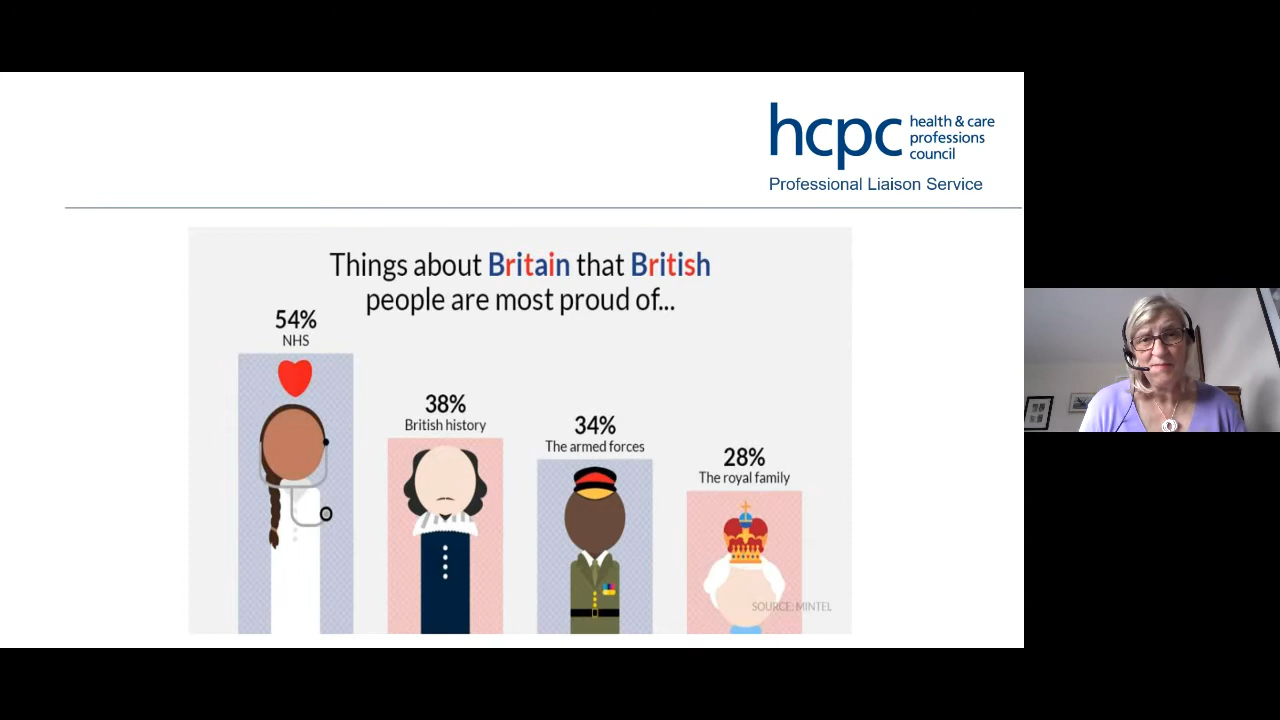 hcpc health & care
professions
council
Professional Liaison Service
Things about Britain that British
people are most proud of...
54%
NHS
38%
British history
34%
The armed forces
28%
The royal family
SOURCE: MINTEL